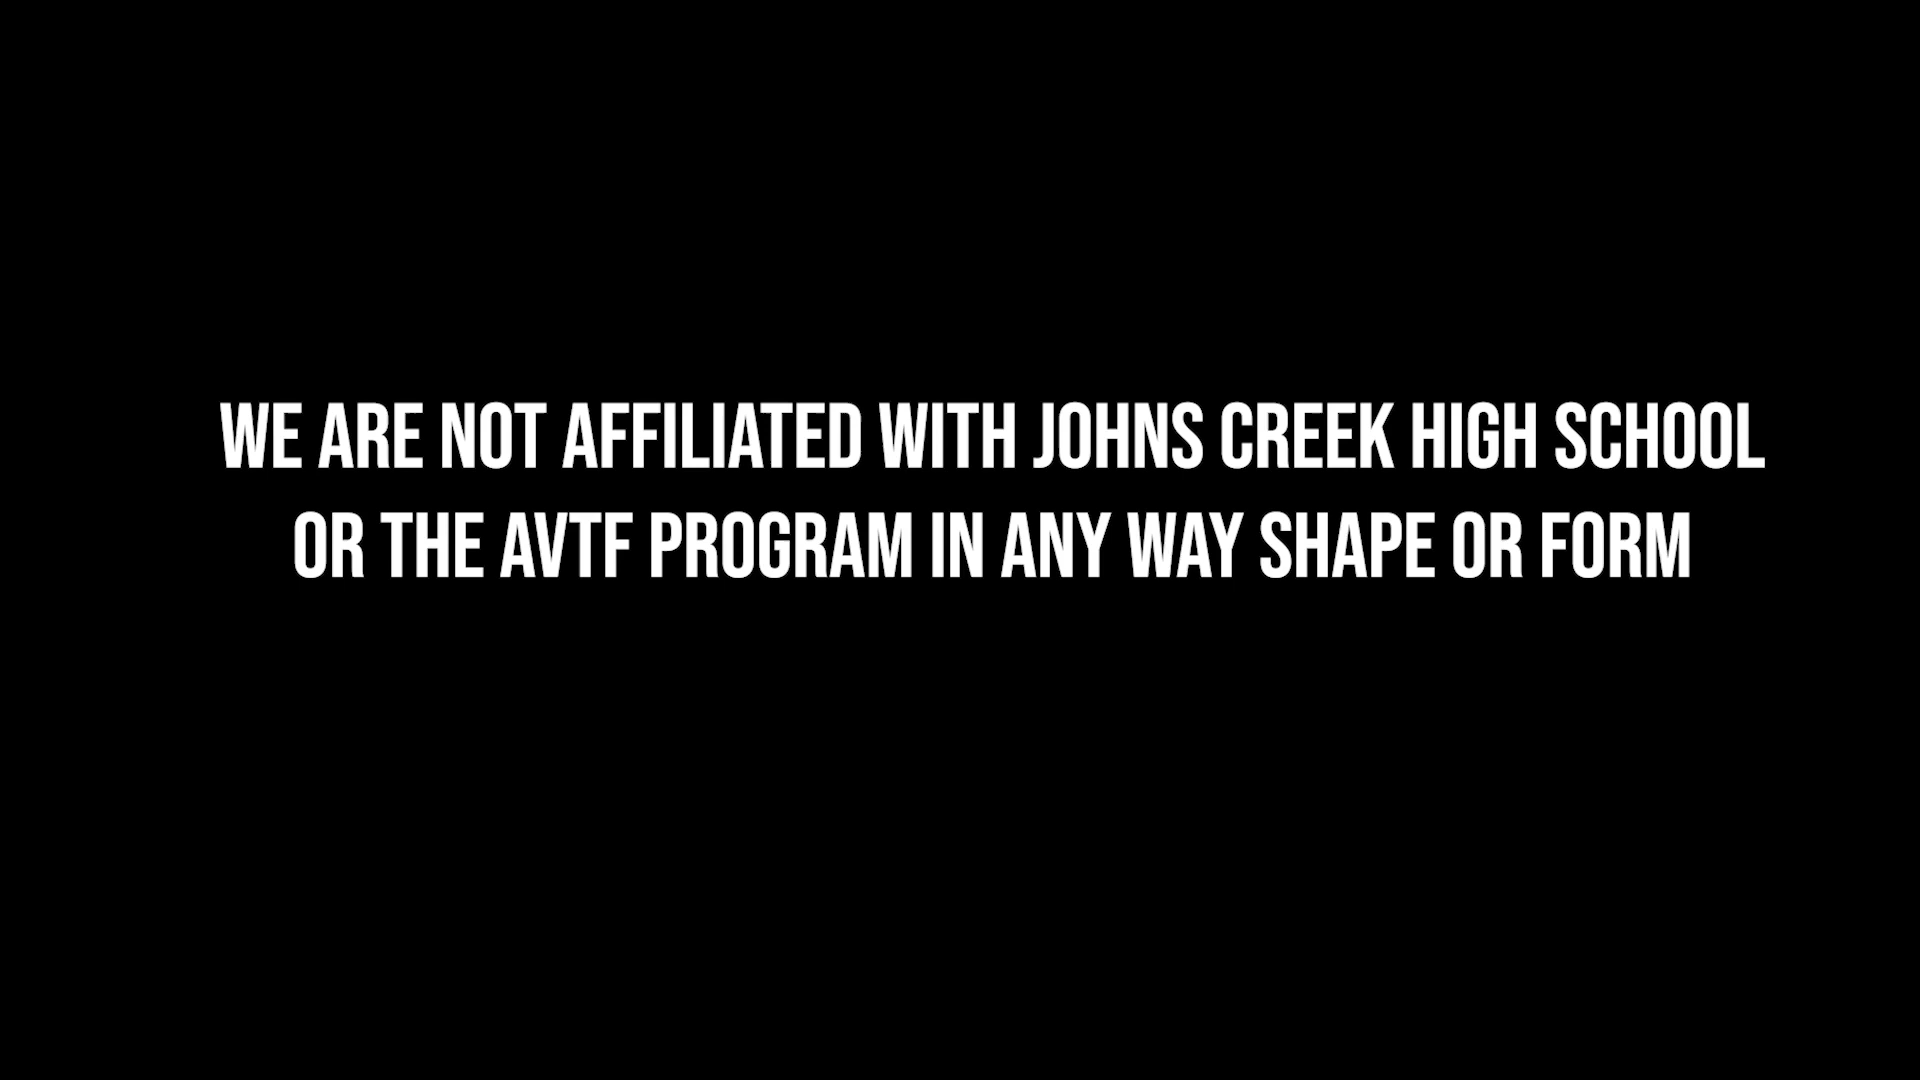 WE ARE NOT AFFILIATED WITH JOHNS CREEK HIGH SCHOOL
OR THE AVTF PROGRAM IN ANY WAY SHAPE OR FORM